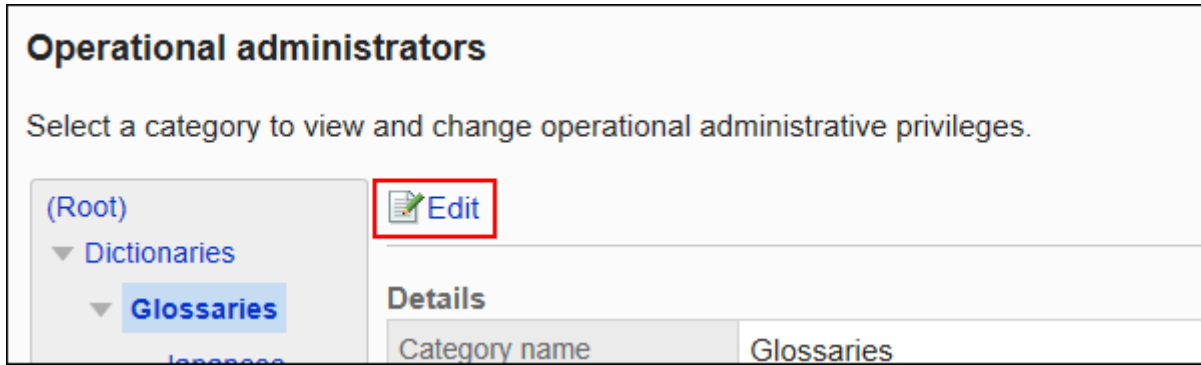 Operational administrators
Select a category to view and change operational administrative privileges.
(Root)
Edit
Dictionaries
Glossaries
Details
Japanese
Category name
Glossaries